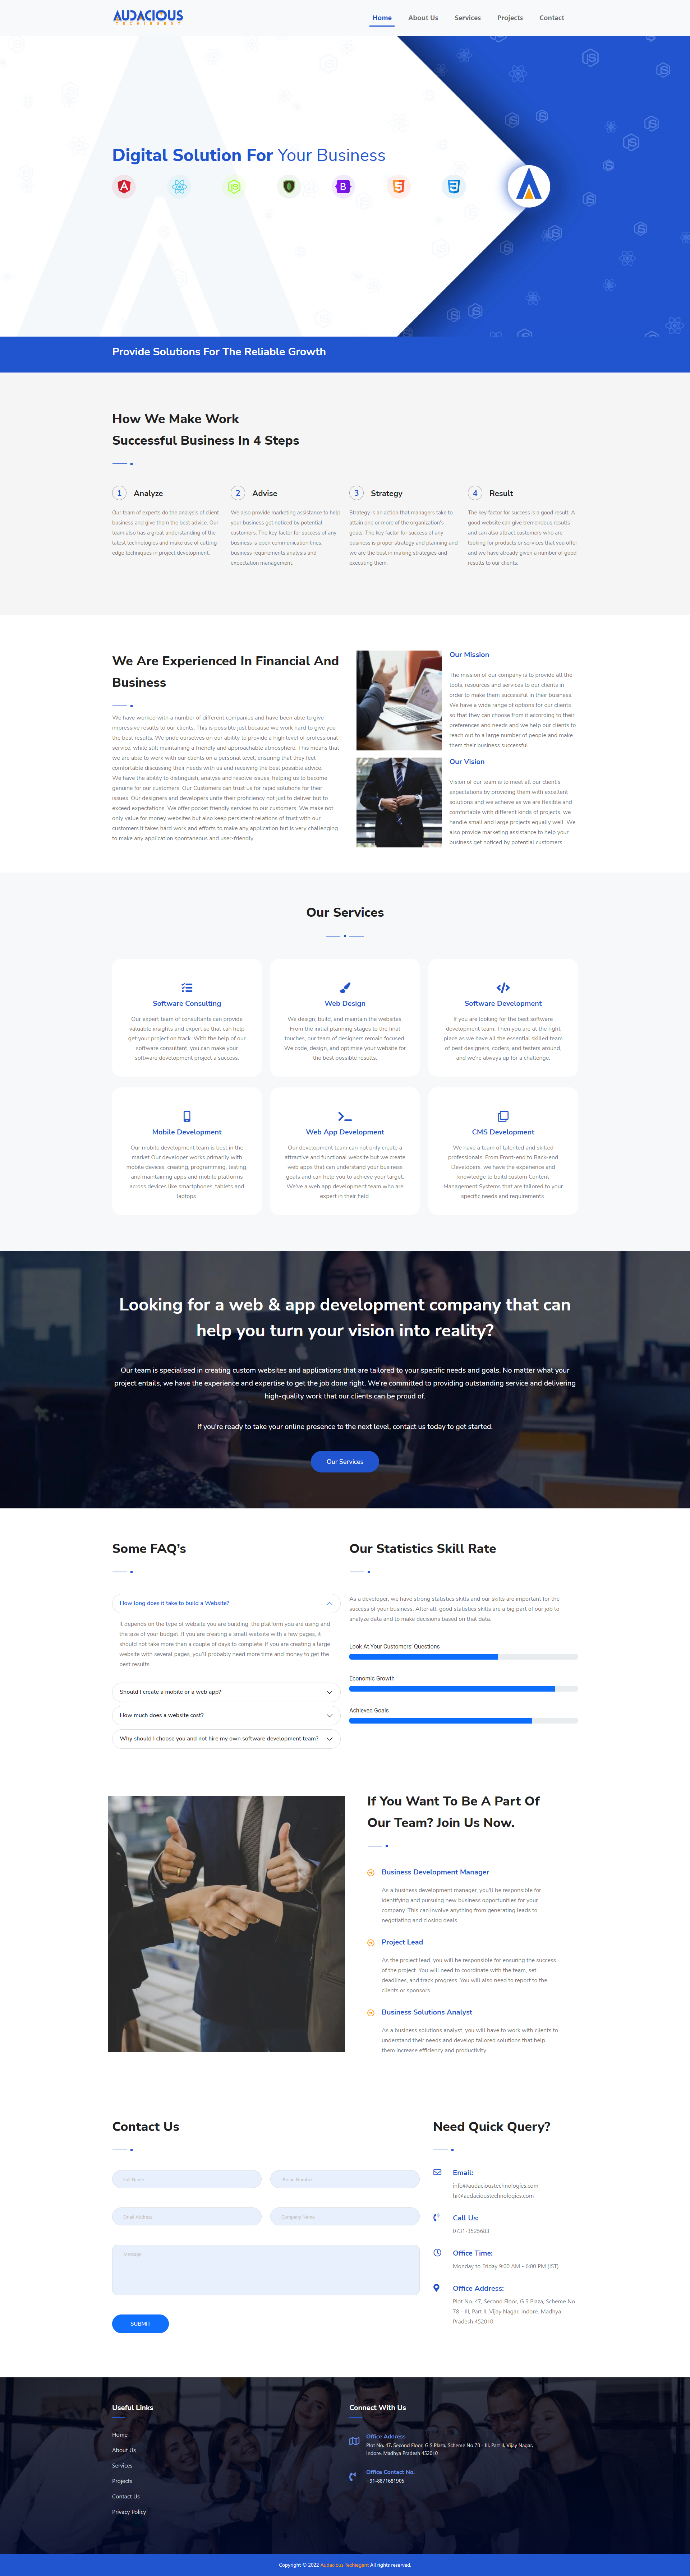 AUDACIOUS
TECHIGENT
Home
About Us
Services
Projects
Contact
Digital Solution For Your Business
Provide Solutions For The Reliable Growth
How We Make Work
Successful Business In 4 Steps
1 Analyze
Our team of experts do the analysis of client
business and give them the best advice. Our
team also has a great understanding of the
latest technologies and make use of cutting-
edge techniques in project development.
2 Advise
We also provide marketing assistance to help
your business get noticed by potential
customers. The key factor for success of any
business is open communication lines,
business requirements analysis and
expectation management.
3 Strategy
Strategy is an action that managers take to
attain one or more of the organization's
goals. The key factor for success of any
business is proper strategy and planning and
we are the best in making strategies and
executing them.
4 Result
The key factor for success is a good result. A
good website can give tremendous results
and can also attract customers who are
looking for products or services that you offer
and we have already given a number of good
results to our clients.
We Are Experienced In Financial And
Business
We have worked with a number of different companies and have been able to give
impressive results to our clients. This is possible just because we work hard to give you
the best results. We pride ourselves on our ability to provide a high level of professional
service, while still maintaining a friendly and approachable atmosphere. This means that
we are able to work with our clients on a personal level, ensuring that they feel
comfortable discussing their needs with us and receiving the best possible advice.
We have the ability to distinguish, analyse and resolve issues, helping us to become
genuine for our customers. Our Customers can trust us for rapid solutions for their
issues. Our designers and developers unite their proficiency not just to deliver but to
exceed expectations. We offer pocket friendly services to our customers. We make not
only value for money websites but also keep persistent relations of trust with our
customers.It takes hard work and efforts to make any application but is very challenging
to make any application spontaneous and user-friendly.
Our Mission
The mission of our company is to provide all the
tools, resources and services to our clients in
order to make them successful in their business.
We have a wide range of options for our clients
so that they can choose from it according to their
preferences and needs and we help our clients to
reach out to a large number of people and make
them their business successful.
Our Vision
Vision of our team is to meet all our client's
expectations by providing them with excellent
solutions and we achieve as we are flexible and
comfortable with different kinds of projects, we
handle small and large projects equally well. We
also provide marketing assistance to help your
business get noticed by potential customers.
Our Services
Software Consulting
Our expert team of consultants can provide
valuable insights and expertise that can help
get your project on track. With the help of our
software consultant, you can make your
software development project a success.
Web Design
We design, build, and maintain the websites.
From the initial planning stages to the final
touches, our team of designers remain focused.
We code, design, and optimise your website for
the best possible results.
Software Development
If you are looking for the best software
development team. Then you are at the right
place as we have all the essential skilled team
of best designers, coders, and testers around,
and we're always up for a challenge.
Mobile Development
Our mobile development team is best in the
market Our developer works primarily with
mobile devices, creating, programming, testing,
and maintaining apps and mobile platforms
across devices like smartphones, tablets and
laptops.
Web App Development
Our development team can not only create a
attractive and functional website but we create
web apps that can understand your business
goals and can help you to achieve your target.
We've a web app development team who are
expert in their field.
CMS Development
We have a team of talented and skilled
professionals. From Front-end to Back-end
Developers, we have the experience and
knowledge to build custom Content
Management Systems that are tailored to your
specific needs and requirements.
Looking for a web & app development company that can
help you turn your vision into reality?
Our team is specialised in creating custom websites and applications that are tailored to your specific needs and goals. No matter what your
project entails, we have the experience and expertise to get the job done right. We're committed to providing outstanding service and delivering
high-quality work that our clients can be proud of.
If you're ready to take your online presence to the next level, contact us today to get started.
Our Services
Some FAQ's
How long does it take to build a Website?
It depends on the type of website you are building, the platform you are using and
the size of your budget. If you are creating a small website with a few pages, it
should not take more than a couple of days to complete. If you are creating a large
website with several pages, you'll probably need more time and money to get the
best results.
Should I create a mobile or a web app?
How much does a website cost?
Why should I choose you and not hire my own software development team?
Our Statistics Skill Rate
As a developer, we have strong statistics skills and our skills are important for the
success of your business. After all, good statistics skills are a big part of our job to
analyze data and to make decisions based on that data.
Look At Your Customers' Questions
Economic Growth
Achieved Goals
If You Want To Be A Part Of
Our Team? Join Us Now.
Business Development Manager
As a business development manager, you'll be responsible for
identifying and pursuing new business opportunities for your
company. This can involve anything from generating leads to
negotiating and closing deals.
Project Lead
As the project lead, you will be responsible for ensuring the success
of the project. You will need to coordinate with the team, set
deadlines, and track progress. You will also need to report to the
clients or sponsors.
Business Solutions Analyst
As a business solutions analyst, you will have to work with clients to
understand their needs and develop tailored solutions that help
them increase efficiency and productivity.
Contact Us
Full Name
Phone Number
Email Address
Company Name
Message
SUBMIT
Need Quick Query?
Email:
info@audacioustechnologies.com
hr@audacioustechnologies.com
Call Us:
0731-3525683
Office Time:
Monday to Friday 9:00 AM - 6:00 PM (IST)
Office Address:
Plot No. 47, Second Floor, G S Plaza, Scheme No
78 - III, Part II, Vijay Nagar, Indore, Madhya
Pradesh 452010
Useful Links
Home
About Us
Services
Projects
Contact Us
Privacy Policy
Connect With Us
Office Address
Plot No. 47, Second Floor, G S Plaza, Scheme No 78 - III, Part II, Vijay Nagar,
Indore, Madhya Pradesh 452010
Office Contact No.
+91-8871681905
Copyright © 2022 Audacious Techiegent All rights reserved.